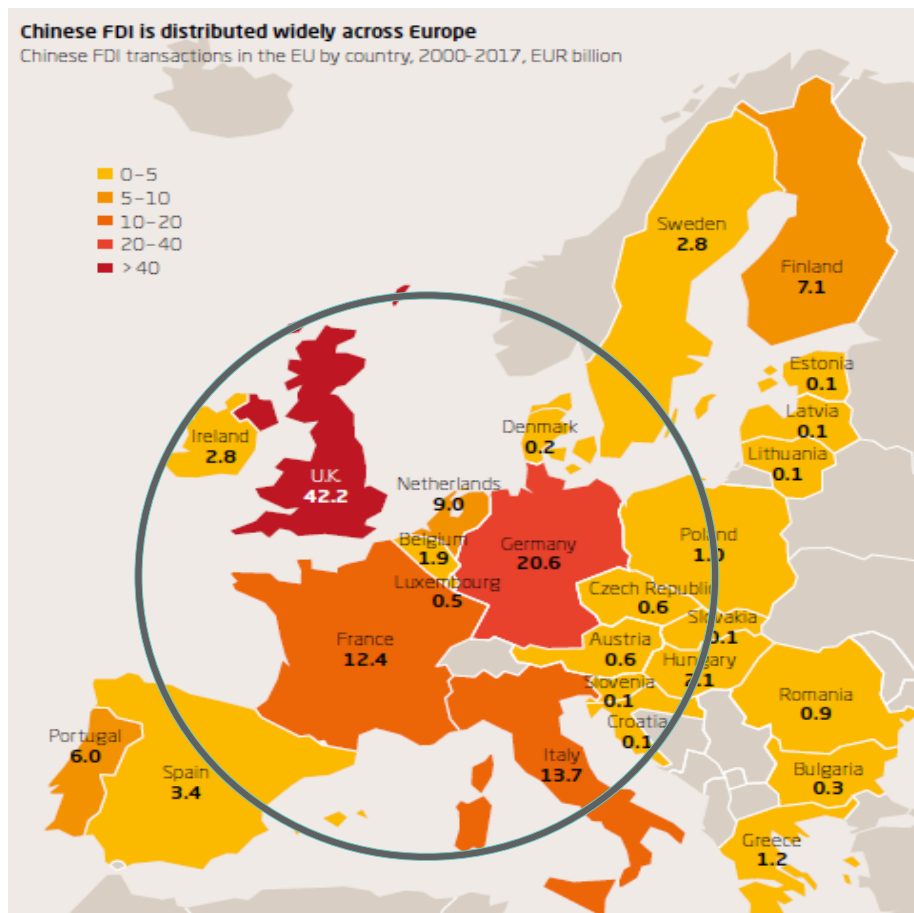 Chinese FDI is distributed widely across Europe
Chinese FDI transactions in the EU by country, 2000-2017, EUR billion
0-5
5-10
10-20
20-40
>40
Sweden
2.8
Finland
7.1
Estonia
0.1
Latvia
0.1
Lithuania
0.1
Denmark
0.2
Ireland
2.8
U.K.
42.2
Netherlands
9.0
Belgium
1.9
Luxembourg
0.5
Germany
20.6
Poland
1.0
Czech Republic
0.6
Slovakia
0.1
France
12.4
Austria
0.6
Hungary
2.1
Slovenia
0.1
Croatia
0.1
Romania
0.9
Portugal
6.0
Spain
3.4
Italy
13.7
Bulgaria
0.3
Greece
1.2